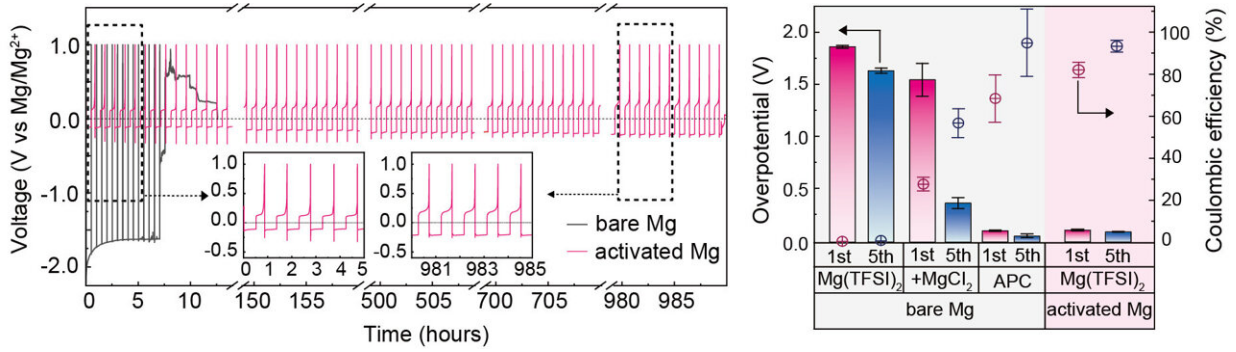 1.0
0.0
-1.0
-2.0
Voltage (V vs Mg/Mg²⁺)
0 5 10 150 155 500 505 700 705 980 985
Time (hours)
1.0
0.5
0.0
-0.5
0 1 2 3 4 5
1.0
0.5
0.0
-0.5
981 983 985
bare Mg
activated Mg
2.0
1.5
1.0
0.5
0.0
Overpotential (V)
100
80
60
40
20
0
Coulombic efficiency (%)
1st 5th 1st 5th 1st 5th 1st 5th
Mg(TFSI)₂ +MgCl₂ APC Mg(TFSI)₂
bare Mg activated Mg